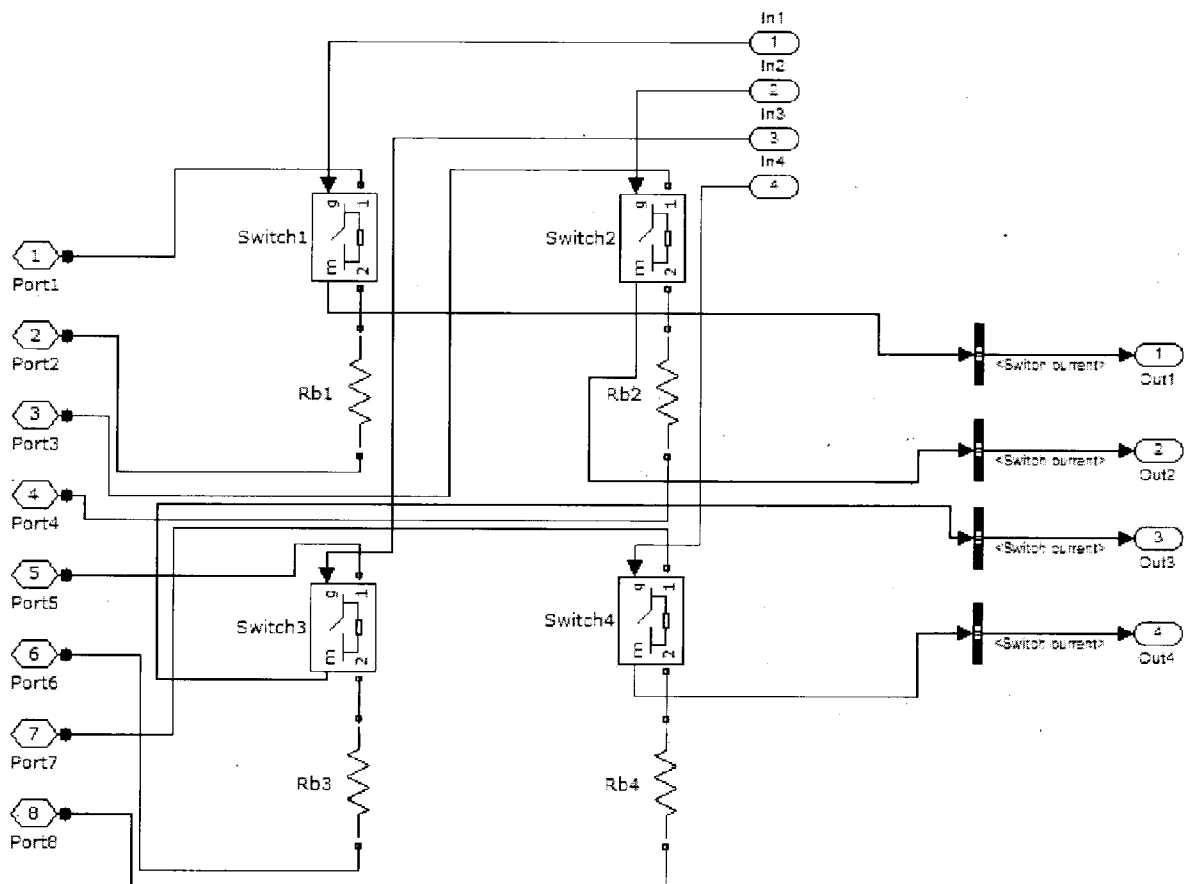 In1
1
In2
2
In3
3
In4
4
g 1
m 2
Switch1
g 1
m 2
Switch2
1
Port1
2
Port2
3
Port3
4
Port4
5
Port5
6
Port6
7
Port7
8
Port8
Rb1
Rb2
<Switch current>
1
Out1
<Switch current>
2
Out2
<Switch current>
3
Out3
<Switch current>
4
Out4
g 1
m 2
Switch3
g 1
m 2
Switch4
Rb3
Rb4